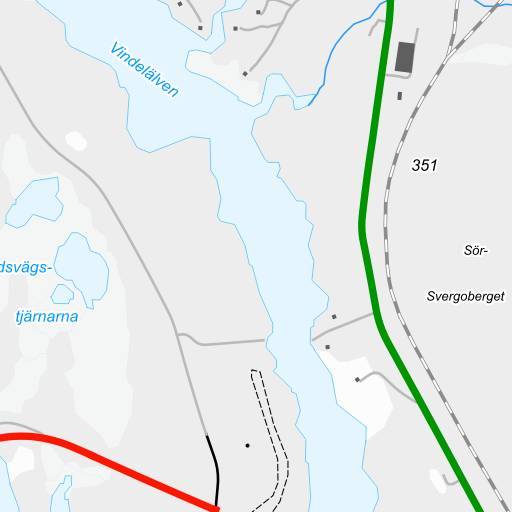 Vindelälven
351
Sör-
Svergoberget
dsvägs-
tjärnarna